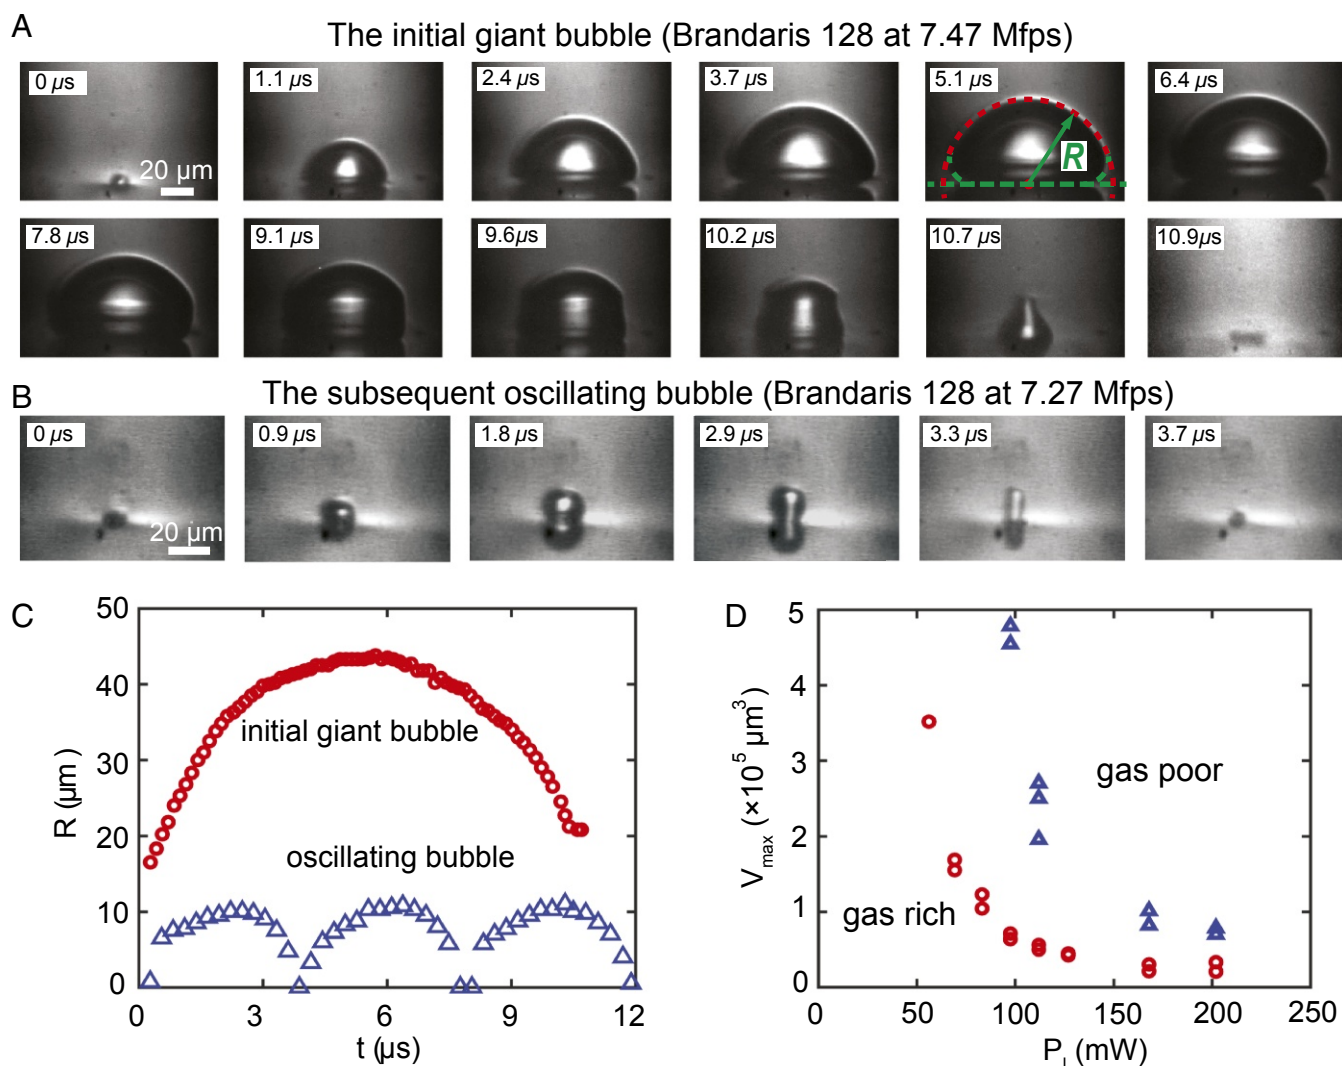 A
The initial giant bubble (Brandaris 128 at 7.47 Mfps)
0 µs
1.1 µs
2.4 µs
3.7 µs
5.1 µs
6.4 µs
20 µm
R
7.8 µs
9.1 µs
9.6 µs
10.2 µs
10.7 µs
10.9 µs
B
The subsequent oscillating bubble (Brandaris 128 at 7.27 Mfps)
0 µs
0.9 µs
1.8 µs
2.9 µs
3.3 µs
3.7 µs
20 µm
C
50
40
30
20
10
0
R (µm)
initial giant bubble
oscillating bubble
0
3
6
9
12
t (µs)
D
5
4
3
2
1
0
V_max (×10^5 µm^3)
gas poor
gas rich
0
50
100
150
200
250
P_L (mW)